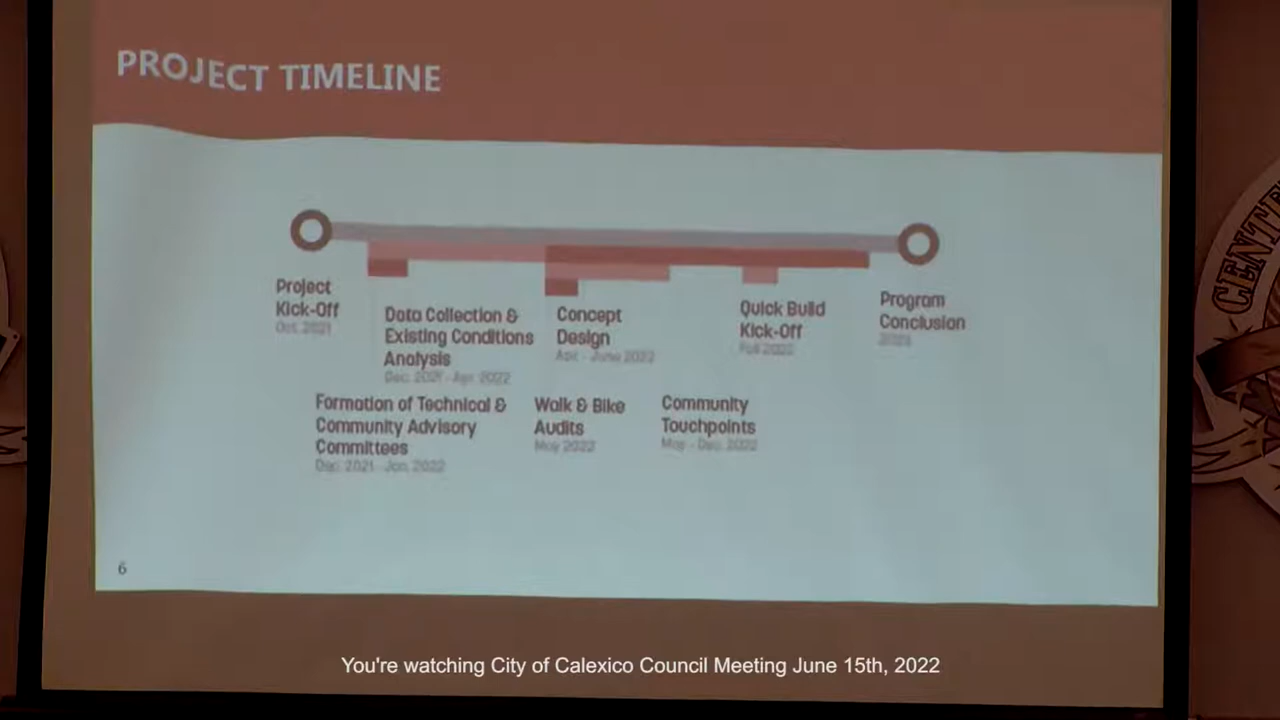 PROJECT TIMELINE
Project
Kick-Off
Oct. 2021
Data Collection &
Existing Conditions
Analysis
Dec. 2021 - Apr. 2022
Concept
Design
Apr. - June 2022
Quick Build
Kick-Off
Fall 2022
Program
Conclusion
Formation of Technical &
Community Advisory
Committees
Dec. 2021 - Jan. 2022
Walk & Bike
Audits
May 2022
Community
Touchpoints
May - Dec. 2022
6
CENTE
You're watching City of Calexico Council Meeting June 15th, 2022